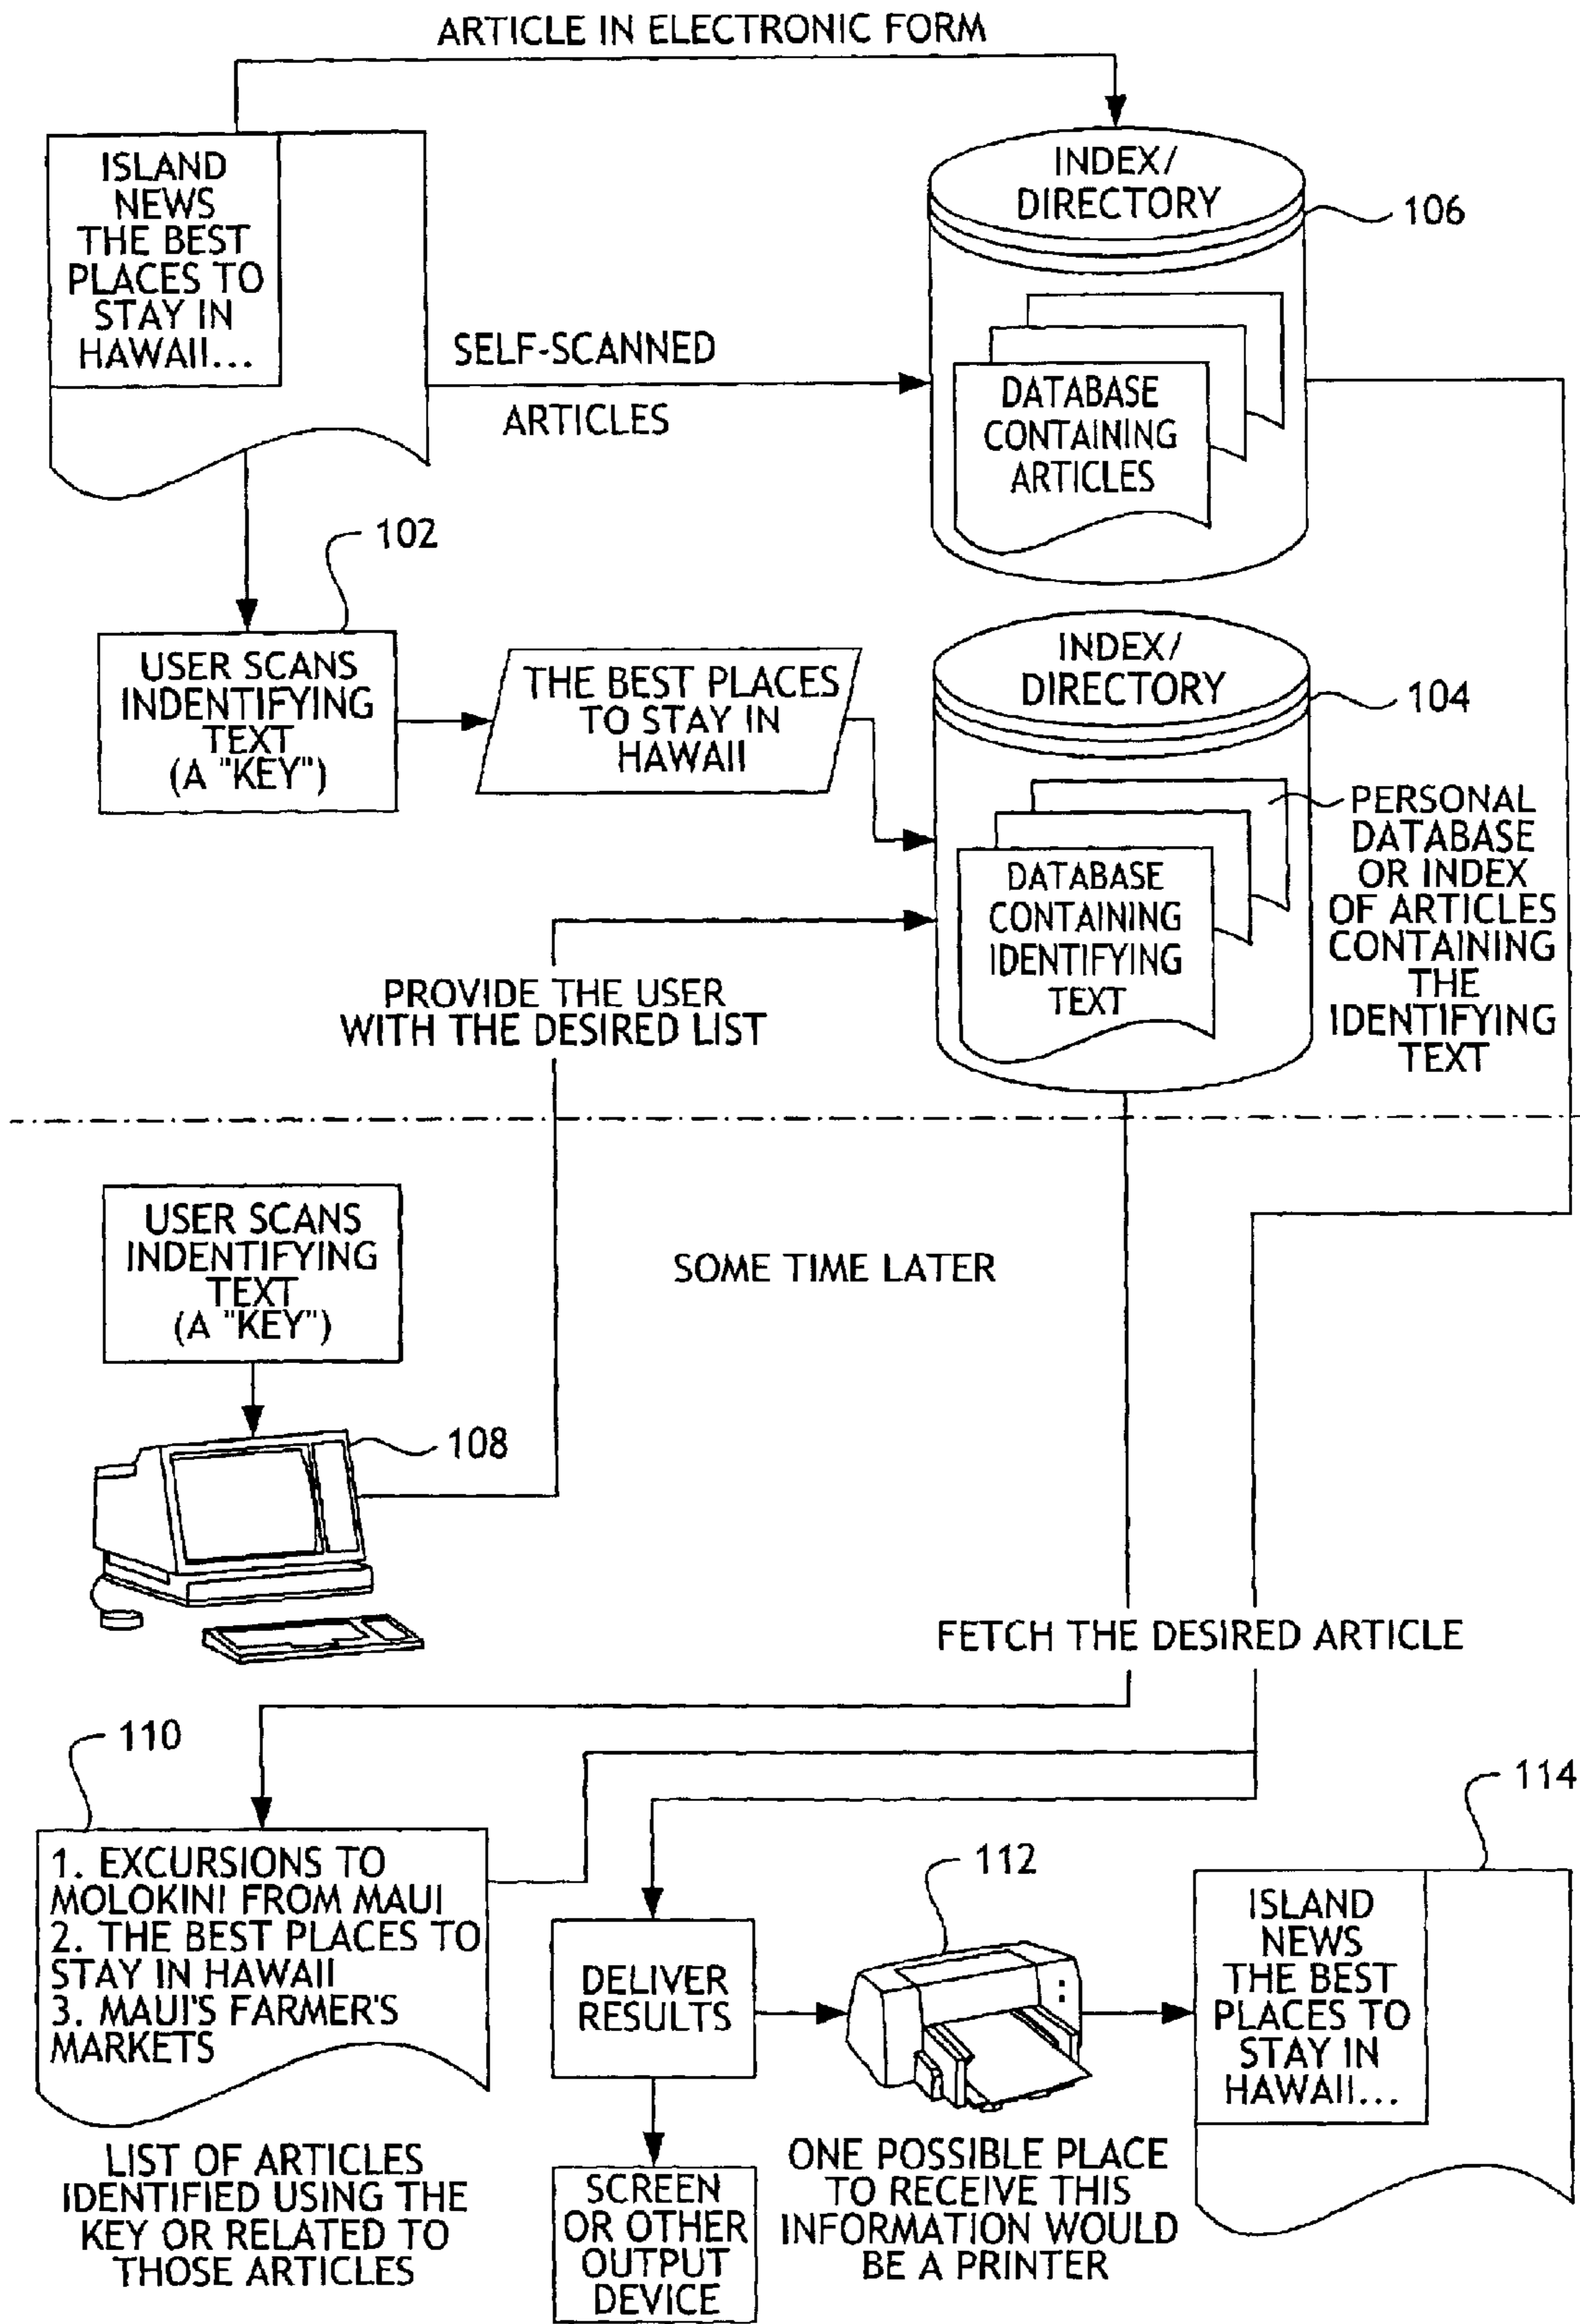 ARTICLE IN ELECTRONIC FORM
ISLAND
NEWS
THE BEST
PLACES TO
STAY IN
HAWAII...
INDEX/
DIRECTORY
106
SELF-SCANNED
ARTICLES
DATABASE
CONTAINING
ARTICLES
102
USER SCANS
INDENTIFYING
TEXT
(A "KEY")
THE BEST PLACES
TO STAY IN
HAWAII
INDEX/
DIRECTORY
104
DATABASE
CONTAINING
IDENTIFYING
TEXT
PERSONAL
DATABASE
OR INDEX
OF ARTICLES
CONTAINING
THE
IDENTIFYING
TEXT
PROVIDE THE USER
WITH THE DESIRED LIST
USER SCANS
INDENTIFYING
TEXT
(A "KEY")
SOME TIME LATER
108
FETCH THE DESIRED ARTICLE
110
1. EXCURSIONS TO
MOLOKINI FROM MAUI
2. THE BEST PLACES TO
STAY IN HAWAII
3. MAUI'S FARMER'S
MARKETS
LIST OF ARTICLES
IDENTIFIED USING THE
KEY OR RELATED TO
THOSE ARTICLES
DELIVER
RESULTS
SCREEN
OR OTHER
OUTPUT
DEVICE
112
ONE POSSIBLE PLACE
TO RECEIVE THIS
INFORMATION WOULD
BE A PRINTER
114
ISLAND
NEWS
THE BEST
PLACES TO
STAY IN
HAWAII...